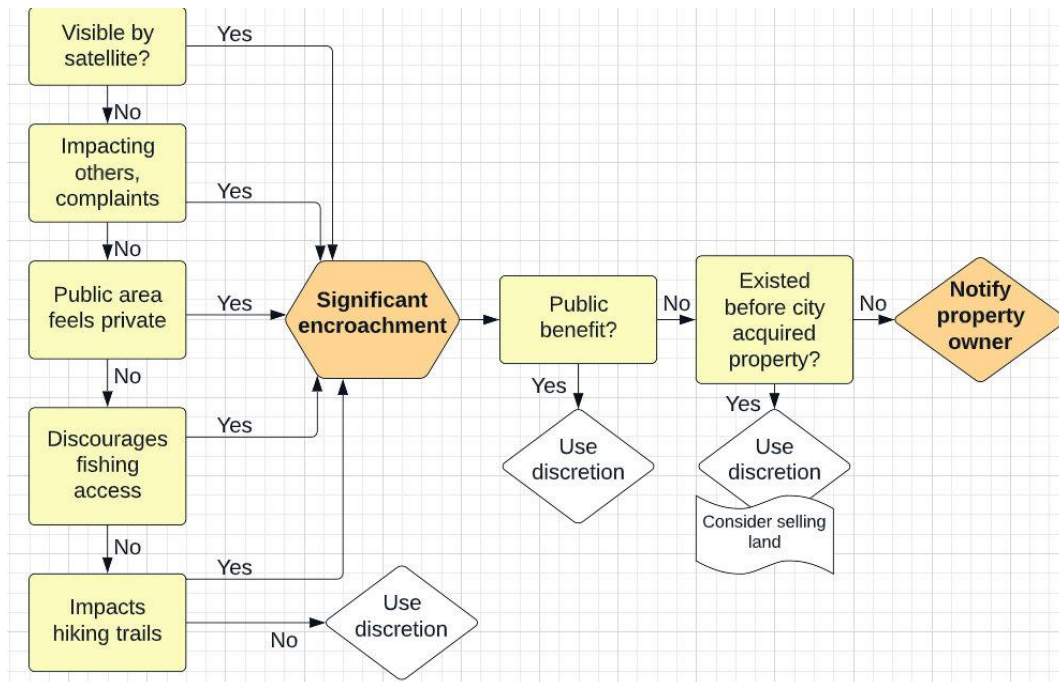 Visible by
satellite?
Yes
No
Impacting
others,
complaints
Yes
No
Public area
feels private
Yes
No
Discourages
fishing
access
Yes
No
Impacts
hiking trails
Yes
No
Use
discretion
Significant
encroachment
Public
benefit?
No
Yes
Use
discretion
Existed
before city
acquired
property?
No
Yes
Use
discretion
Consider selling
land
Notify
property
owner